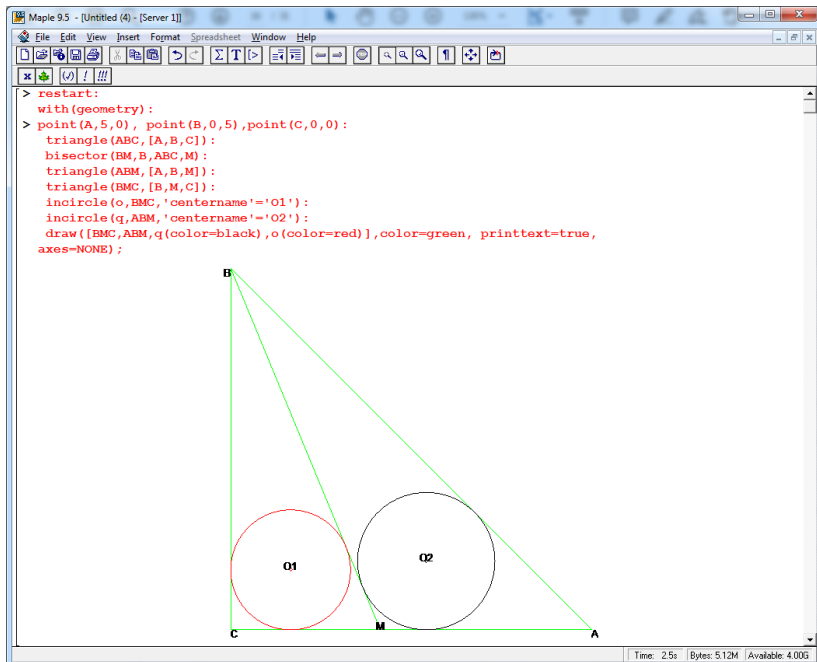 Maple 9.5 - [Untitled (4) - [Server 1]]
File Edit View Insert Format Spreadsheet Window Help
> restart:
with(geometry):
> point(A,5,0), point(B,0,5),point(C,0,0):
triangle(ABC,[A,B,C]):
bisector(BM,B,ABC,M):
triangle(ABM,[A,B,M]):
triangle(BMC,[B,M,C]):
incircle(o,BMC,'centername'='O1'):
incircle(q,ABM,'centername'='O2'):
draw([BMC,ABM,q(color=black),o(color=red)],color=green, printtext=true,
axes=NONE);
B
O1
O2
M
C
A
Time: 2.5s Bytes: 5.12M Available: 4.00G